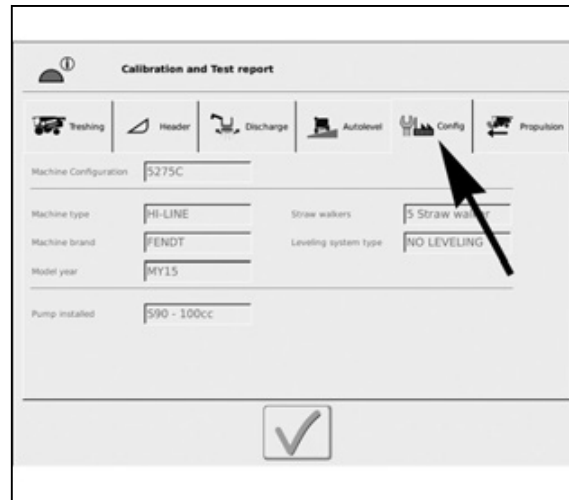 Calibration and Test report
Treshing Header Discharge Autolevel Config Propulsion
Machine Configuration 5275C
Machine type HI-LINE Straw walkers 5 Straw walker
Machine brand FENDT Leveling system type NO LEVELING
Model year MY15
Pump installed S90 - 100cc